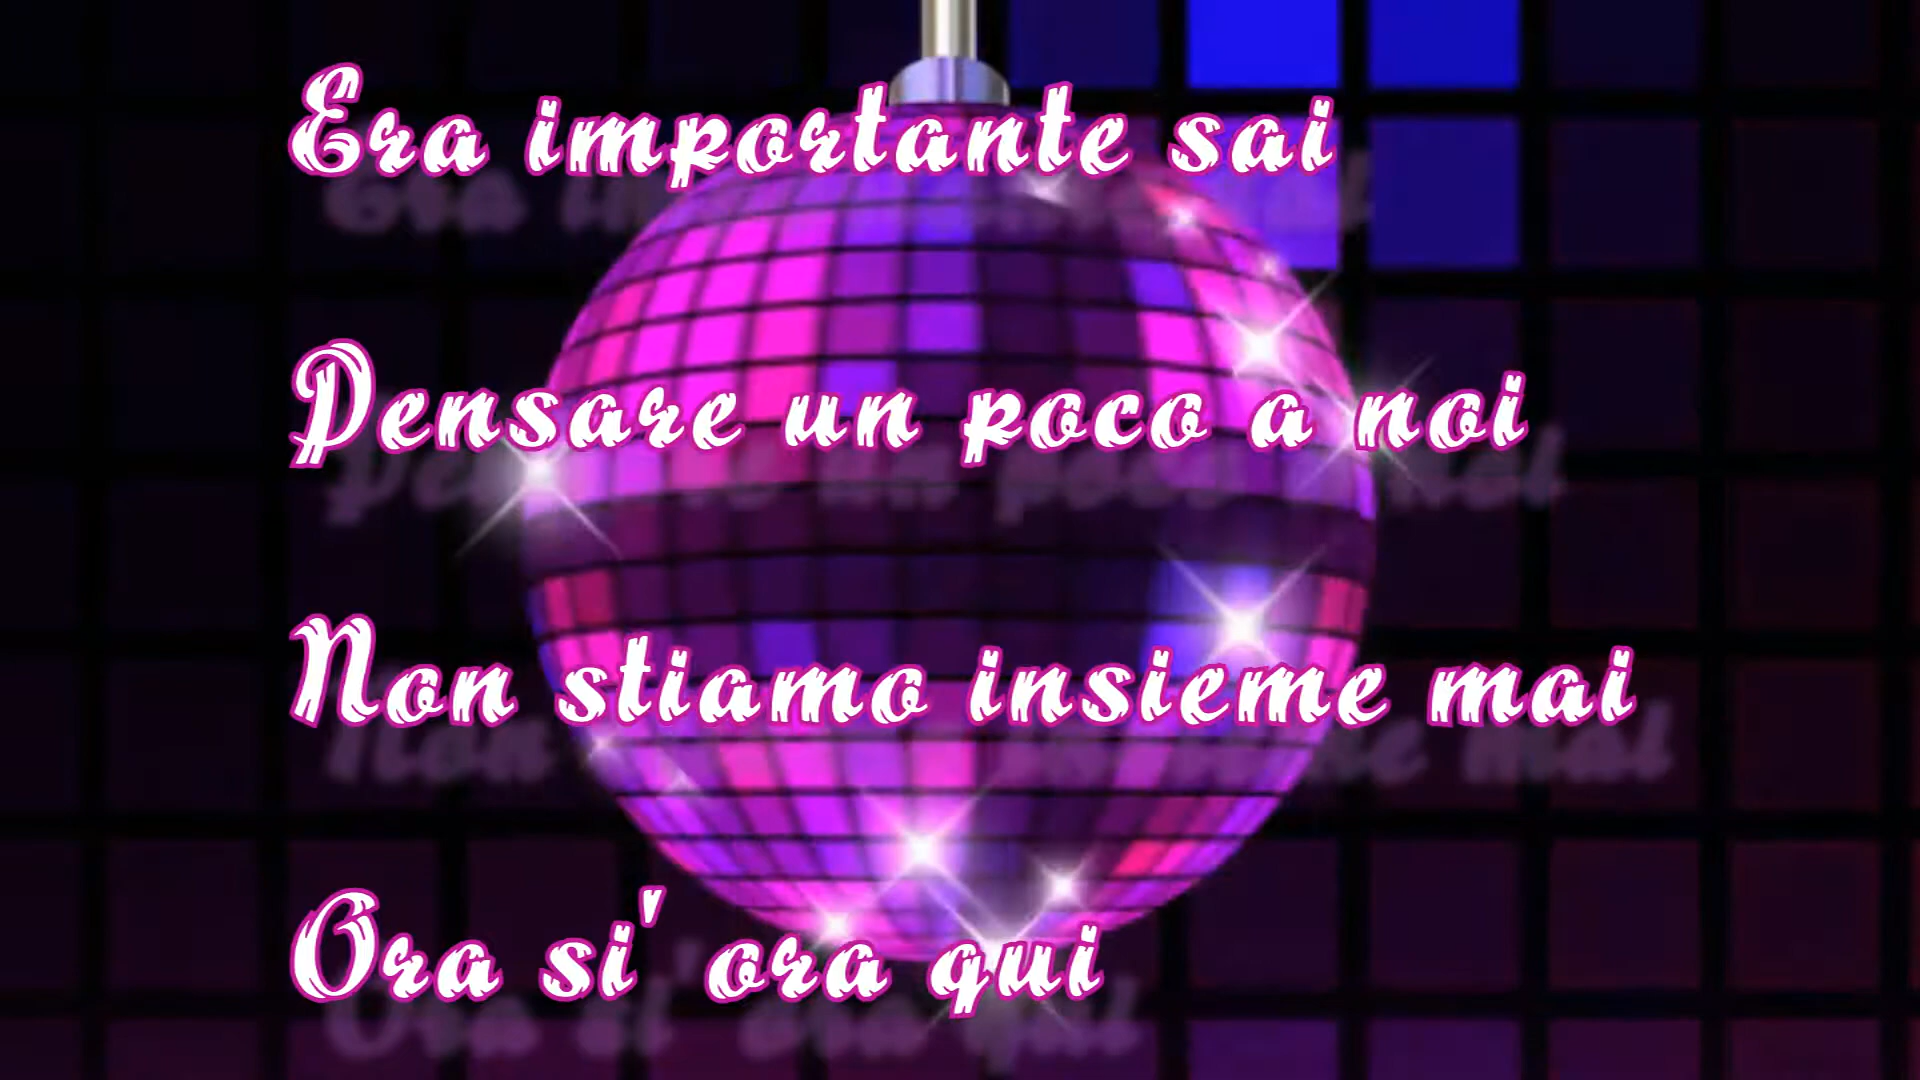 Era importante sai
Pensare un poco a noi
Non stiamo insieme mai
Ora si' ora qui